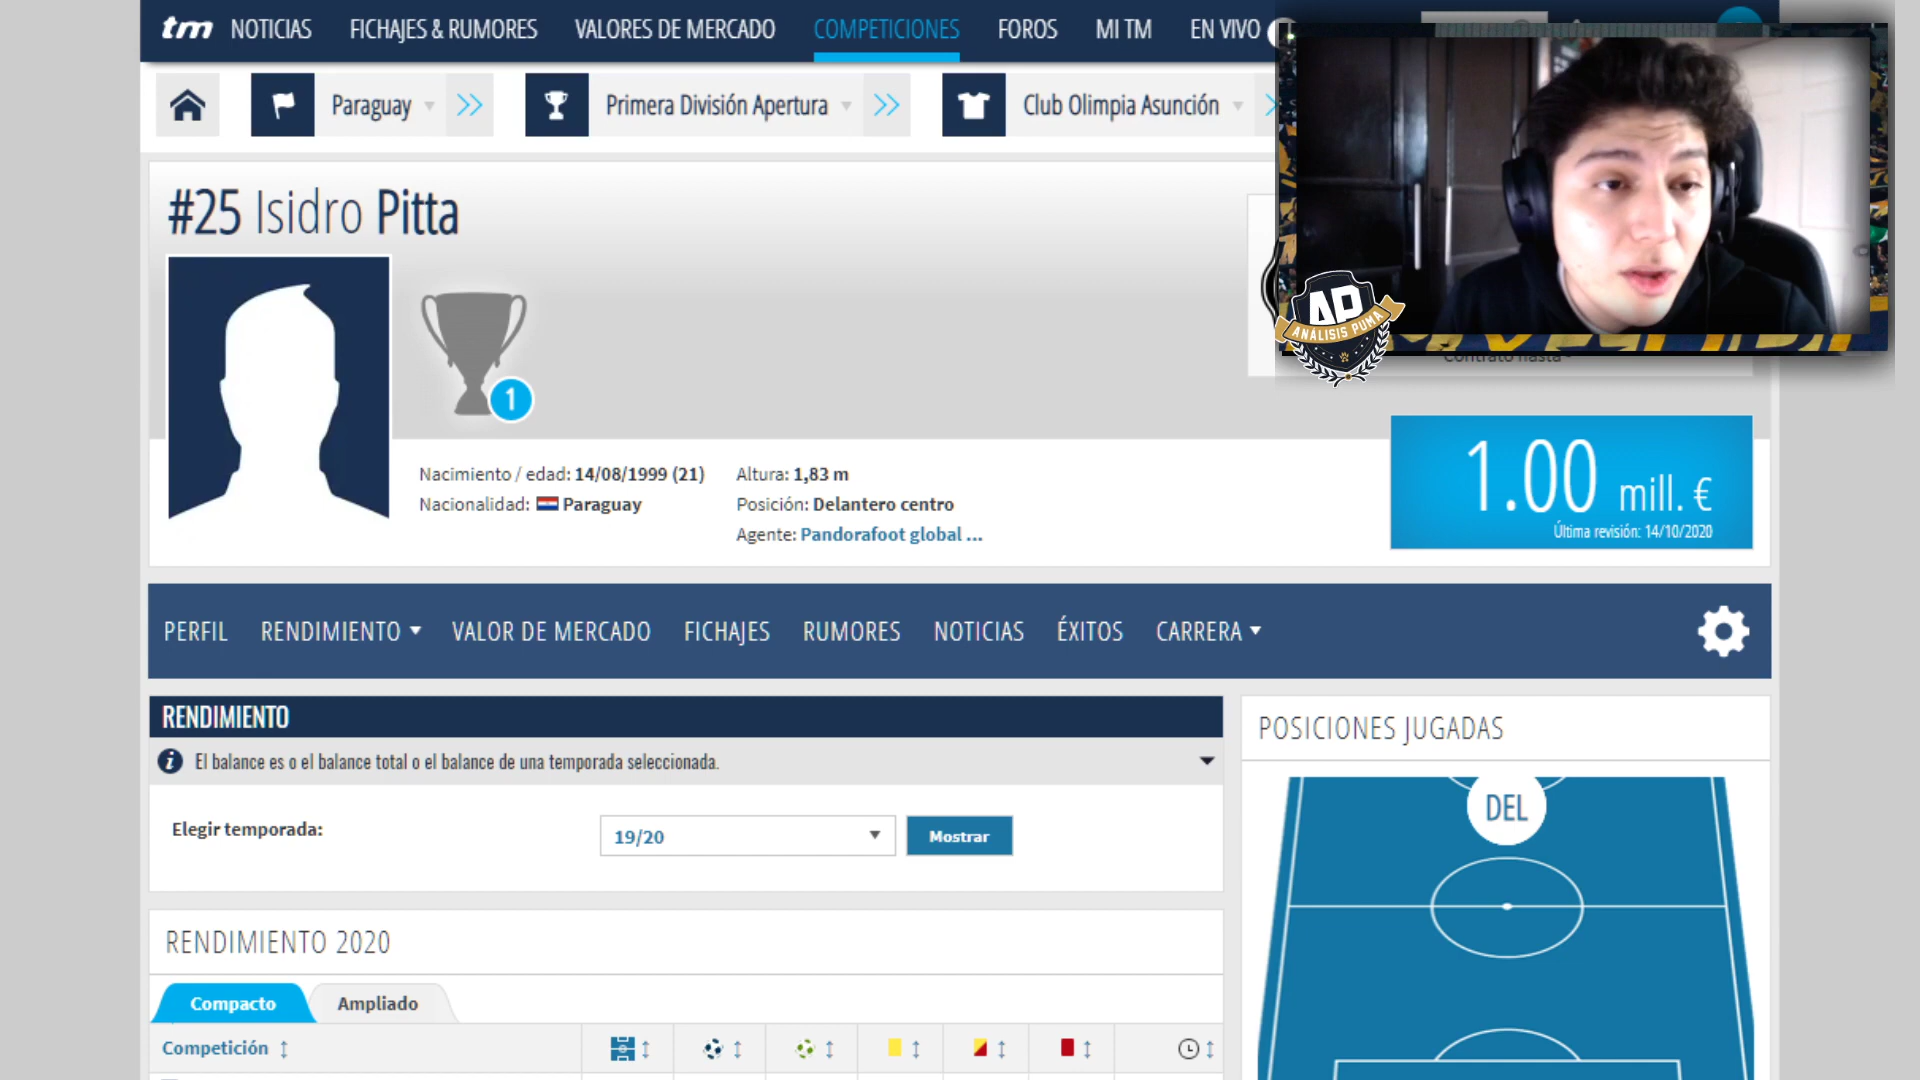 tm NOTICIAS FICHAJES & RUMORES VALORES DE MERCADO COMPETICIONES FOROS MI TM EN VIVO
Paraguay Primera División Apertura Club Olimpia Asunción
#25 Isidro Pitta
1
AP
ANÁLISIS PUMA
Contrato hasta -
Nacimiento / edad: 14/08/1999 (21)
Nacionalidad: Paraguay
Altura: 1,83 m
Posición: Delantero centro
Agente: Pandorafoot global ...
1.00 mill. €
Última revisión: 14/10/2020
PERFIL RENDIMIENTO VALOR DE MERCADO FICHAJES RUMORES NOTICIAS ÉXITOS CARRERA
RENDIMIENTO
El balance es o el balance total o el balance de una temporada seleccionada.
Elegir temporada: 19/20 Mostrar
RENDIMIENTO 2020
Compacto Ampliado
Competición
POSICIONES JUGADAS
DEL